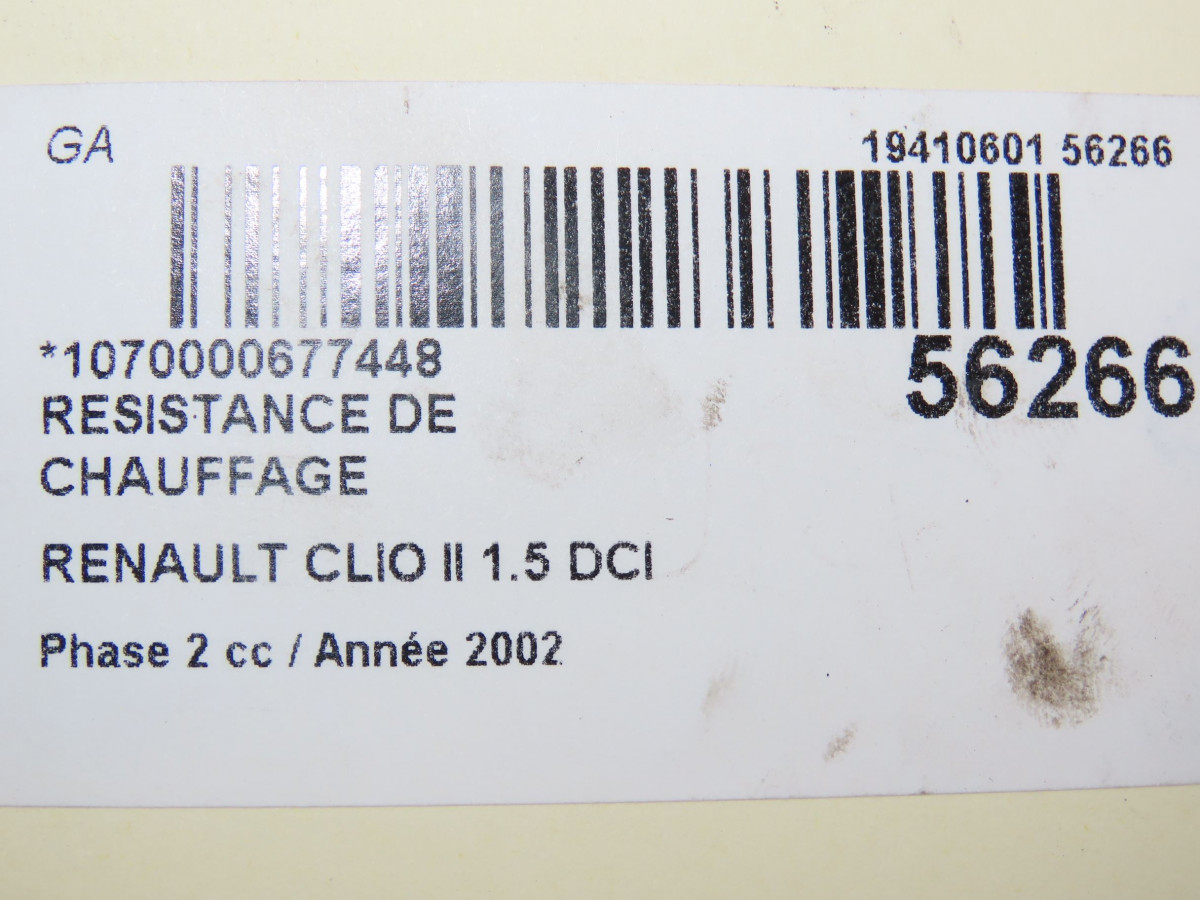 GA
19410601 56266
*1070000677448
56266
RESISTANCE DE
CHAUFFAGE
RENAULT CLIO II 1.5 DCI
Phase 2 cc / Année 2002